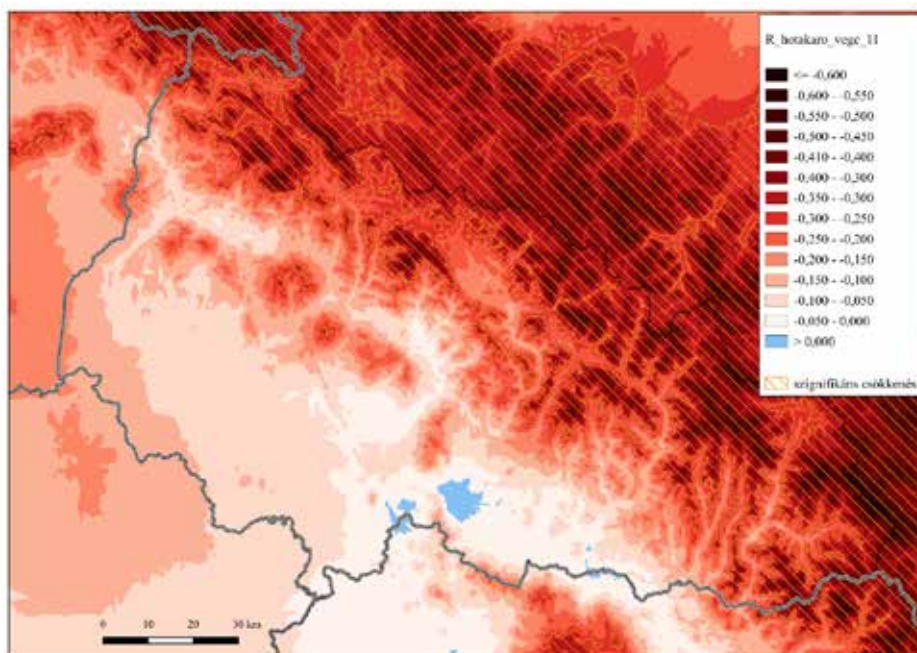 R_hotakaro_vege_11
<= -0,600
-0,600 - -0,550
-0,550 - -0,500
-0,500 - -0,450
-0,410 - -0,400
-0,400 - -0,300
-0,350 - -0,300
-0,300 - -0,250
-0,250 - -0,200
-0,200 - -0,150
-0,150 - -0,100
-0,100 - -0,050
-0,050 - 0,000
> 0,000
szignifikáns csökkenés
0 10 20 30 km